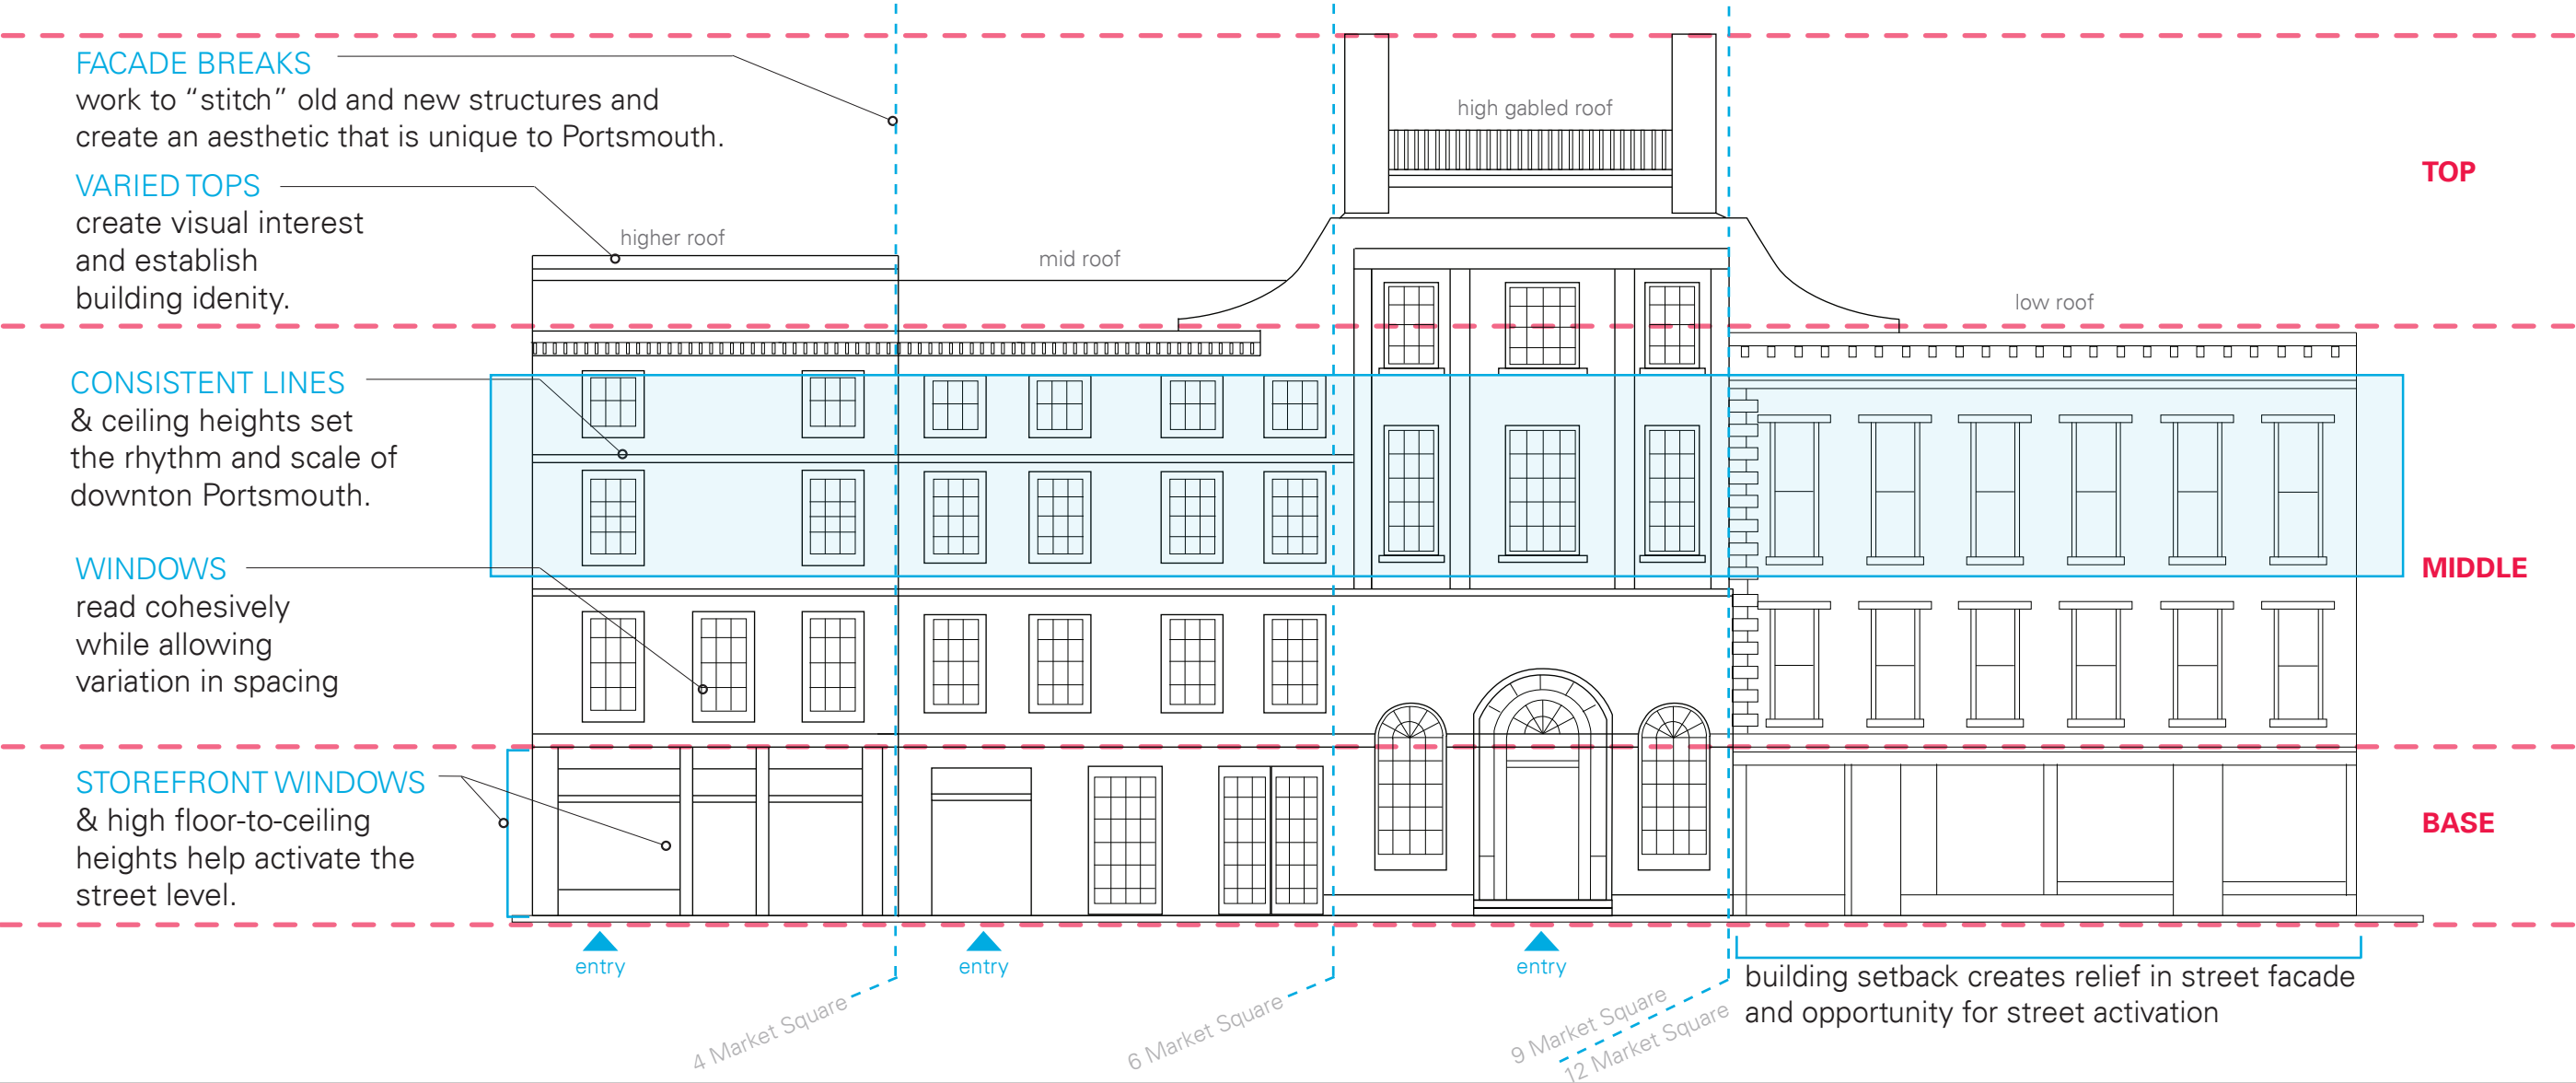 FACADE BREAKS
work to “stitch” old and new structures and
create an aesthetic that is unique to Portsmouth.
VARIED TOPS
create visual interest
and establish
building idenity.
CONSISTENT LINES
& ceiling heights set
the rhythm and scale of
downton Portsmouth.
WINDOWS
read cohesively
while allowing
variation in spacing
STOREFRONT WINDOWS
& high floor-to-ceiling
heights help activate the
street level.
higher roof
mid roof
high gabled roof
low roof
TOP
MIDDLE
BASE
entry
entry
entry
4 Market Square
6 Market Square
9 Market Square
12 Market Square
building setback creates relief in street facade
and opportunity for street activation